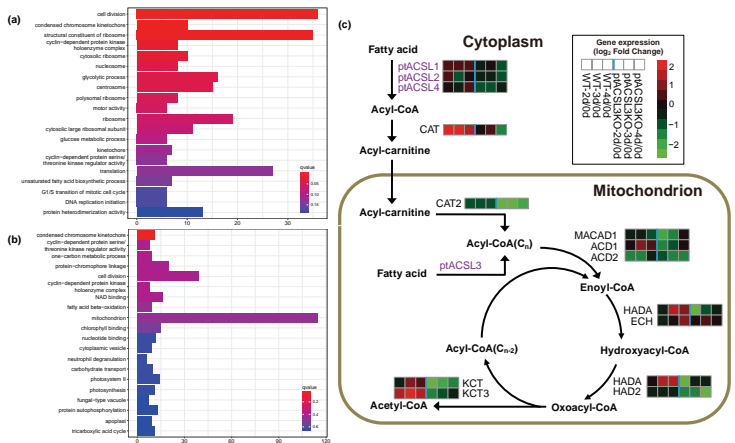 (a)
cell division
condensed chromosome kinetochore
structural constituent of ribosome
cyclin-dependent protein kinase
holoenzyme complex
cytosolic ribosome
nucleosome
glycolytic process
centrosome
polysomal ribosome
motor activity
ribosome
cytosolic large ribosomal subunit
glucose metabolic process
kinetochore
cyclin-dependent protein serine/
threonine kinase regulator activity
translation
unsaturated fatty acid biosynthetic process
G1/S transition of mitotic cell cycle
DNA replication initiation
protein heterodimerization activity
qvalue
0.05
0.10
0.15
0
10
20
30
(b)
condensed chromosome kinetochore
cyclin-dependent protein serine/
threonine kinase regulator activity
one-carbon metabolic process
protein-chromophore linkage
cell division
cyclin-dependent protein kinase
holoenzyme complex
NAD binding
fatty acid beta-oxidation
mitochondrion
chlorophyll binding
nucleotide binding
cytoplasmic vesicle
neutrophil degranulation
carbohydrate transport
photosystem II
photosynthesis
fungal-type vacuole
protein autophosphorylation
apoplast
tricarboxylic acid cycle
qvalue
0.2
0.4
0.6
0
30
60
90
120
(c)
Cytoplasm
Fatty acid
ptACSL1
ptACSL2
ptACSL4
Acyl-CoA
CAT
Acyl-carnitine
Gene expression
(log2 Fold Change)
WT-2d/0d
WT-3d/0d
WT-4d/0d
ptACSL3KO-2d/0d
ptACSL3KO-3d/0d
ptACSL3KO-4d/0d
2
1
0
−1
−2
Mitochondrion
Acyl-carnitine
CAT2
Acyl-CoA(Cn)
Fatty acid
ptACSL3
MACAD1
ACD1
ACD2
Enoyl-CoA
HADA
ECH
Hydroxyacyl-CoA
HADA
HAD2
Oxoacyl-CoA
Acyl-CoA(Cn-2)
KCT
KCT3
Acetyl-CoA